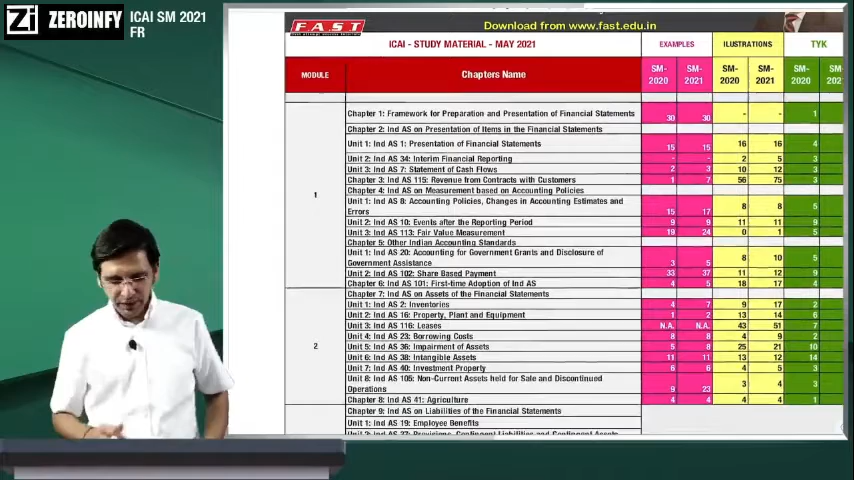 Zi ZEROINFY
ICAI SM 2021
FR
FAST
Download from www.fast.edu.in
ICAI - STUDY MATERIAL - MAY 2021 EXAMPLES ILUSTRATIONS TYK
MODULE Chapters Name SM-2020 SM-2021 SM-2020 SM-2021 SM-2020 SM-
1
Chapter 1: Framework for Preparation and Presentation of Financial Statements 30 30 - - 1
Chapter 2: Ind AS on Presentation of Items in the Financial Statements
Unit 1: Ind AS 1: Presentation of Financial Statements 15 15 16 16 4
Unit 2: Ind AS 34: Interim Financial Reporting - - 2 5 3
Unit 3: Ind AS 7: Statement of Cash Flows 2 3 10 12 3
Chapter 3: Ind AS 115: Revenue from Contracts with Customers 1 7 56 75 3
Chapter 4: Ind AS on Measurement based on Accounting Policies
Unit 1: Ind AS 8: Accounting Policies, Changes in Accounting Estimates and
Errors 15 17 8 8 5
Unit 2: Ind AS 10: Events after the Reporting Period 9 9 11 11 9
Unit 3: Ind AS 113: Fair Value Measurement 19 24 0 1 5
Chapter 5: Other Indian Accounting Standards
Unit 1: Ind AS 20: Accounting for Government Grants and Disclosure of
Government Assistance 3 5 8 10 5
Unit 2: Ind AS 102: Share Based Payment 33 37 11 12 9
Chapter 6: Ind AS 101: First-time Adoption of Ind AS 4 5 18 17 4
2
Chapter 7: Ind AS on Assets of the Financial Statements
Unit 1: Ind AS 2: Inventories 4 7 9 17 2
Unit 2: Ind AS 16: Property, Plant and Equipment 1 2 13 14 6
Unit 3: Ind AS 116: Leases N.A. N.A. 43 51 7
Unit 4: Ind AS 23: Borrowing Costs 8 8 4 9 2
Unit 5: Ind AS 36: Impairment of Assets 5 8 25 21 10
Unit 6: Ind AS 38: Intangible Assets 11 11 13 12 14
Unit 7: Ind AS 40: Investment Property 6 6 4 5 3
Unit 8: Ind AS 105: Non-Current Assets held for Sale and Discontinued
Operations 9 23 3 4 3
Chapter 8: Ind AS 41: Agriculture 4 4 4 4 1
Chapter 9: Ind AS on Liabilities of the Financial Statements
Unit 1: Ind AS 19: Employee Benefits
Unit 2: Ind AS 37: Provisions, Contingent Liabilities and Contingent Assets